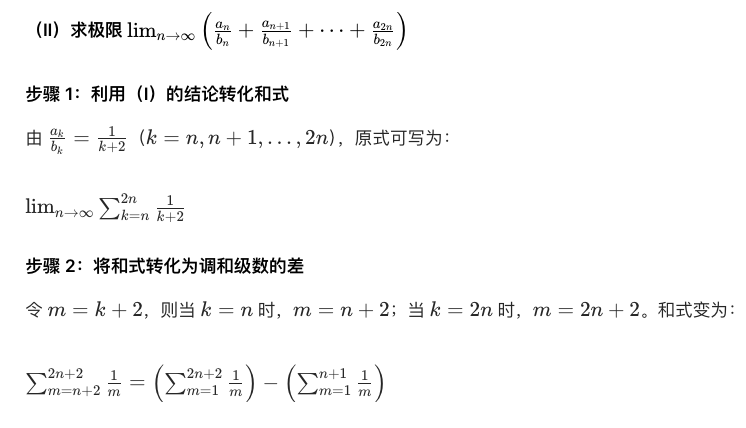 （II）求极限 $\lim_{n\to\infty}\left(\frac{a_n}{b_n}+\frac{a_{n+1}}{b_{n+1}}+\cdots+\frac{a_{2n}}{b_{2n}}\right)$
步骤 1：利用（I）的结论转化和式
由 $\frac{a_k}{b_k}=\frac{1}{k+2}$（$k=n,n+1,\ldots,2n$），原式可写为：
$\lim_{n\to\infty}\sum_{k=n}^{2n}\frac{1}{k+2}$
步骤 2：将和式转化为调和级数的差
令 $m=k+2$，则当 $k=n$ 时，$m=n+2$；当 $k=2n$ 时，$m=2n+2$。和式变为：
$\sum_{m=n+2}^{2n+2}\frac{1}{m}=\left(\sum_{m=1}^{2n+2}\frac{1}{m}\right)-\left(\sum_{m=1}^{n+1}\frac{1}{m}\right)$